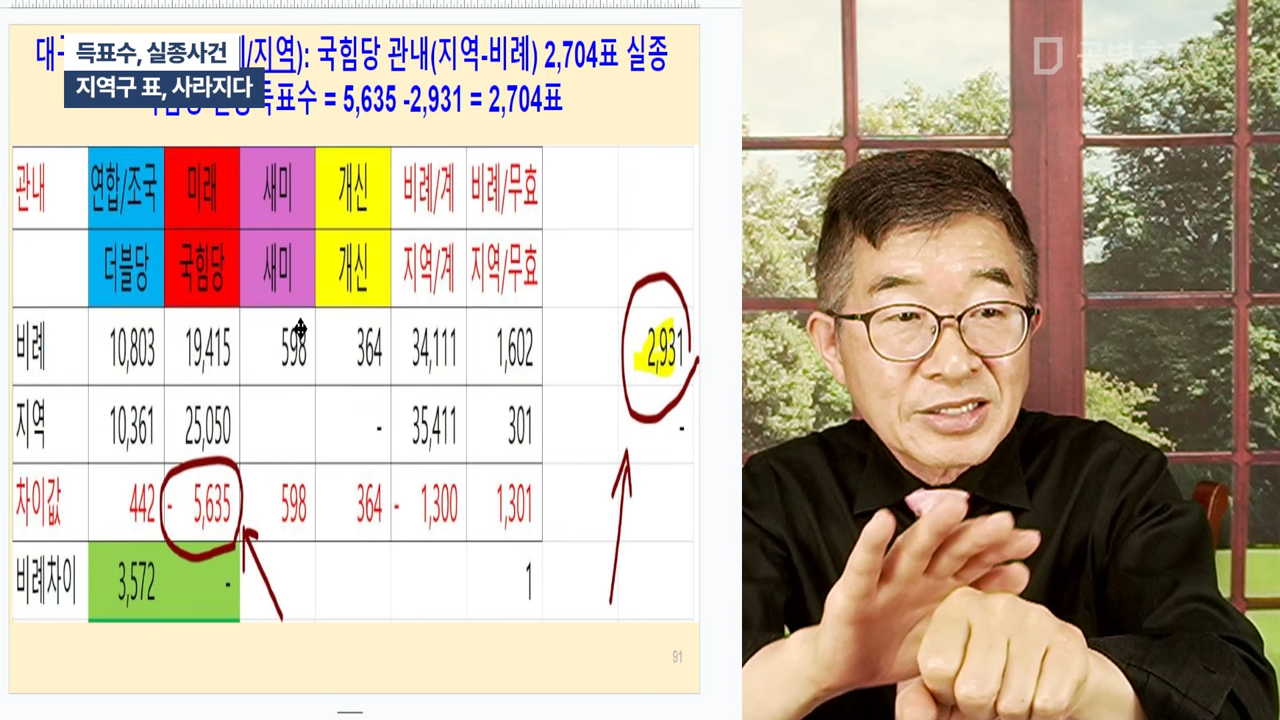 득표수, 실종사건
지역구 표, 사라지다
/지역): 국힘당 관내(지역-비례) 2,704표 실종
득표수 = 5,635 -2,931 = 2,704표
관내 연합/조국 미래 새미 개신 비례/계 비례/무효
더블당 국힘당 새미 개신 지역/계 지역/무효
비례 10,803 19,415 598 364 34,111 1,602 2,931
지역 10,361 25,050 - 35,411 301 -
차이값 442 - 5,635 598 364 - 1,300 1,301
비례차이 3,572 - 1
91